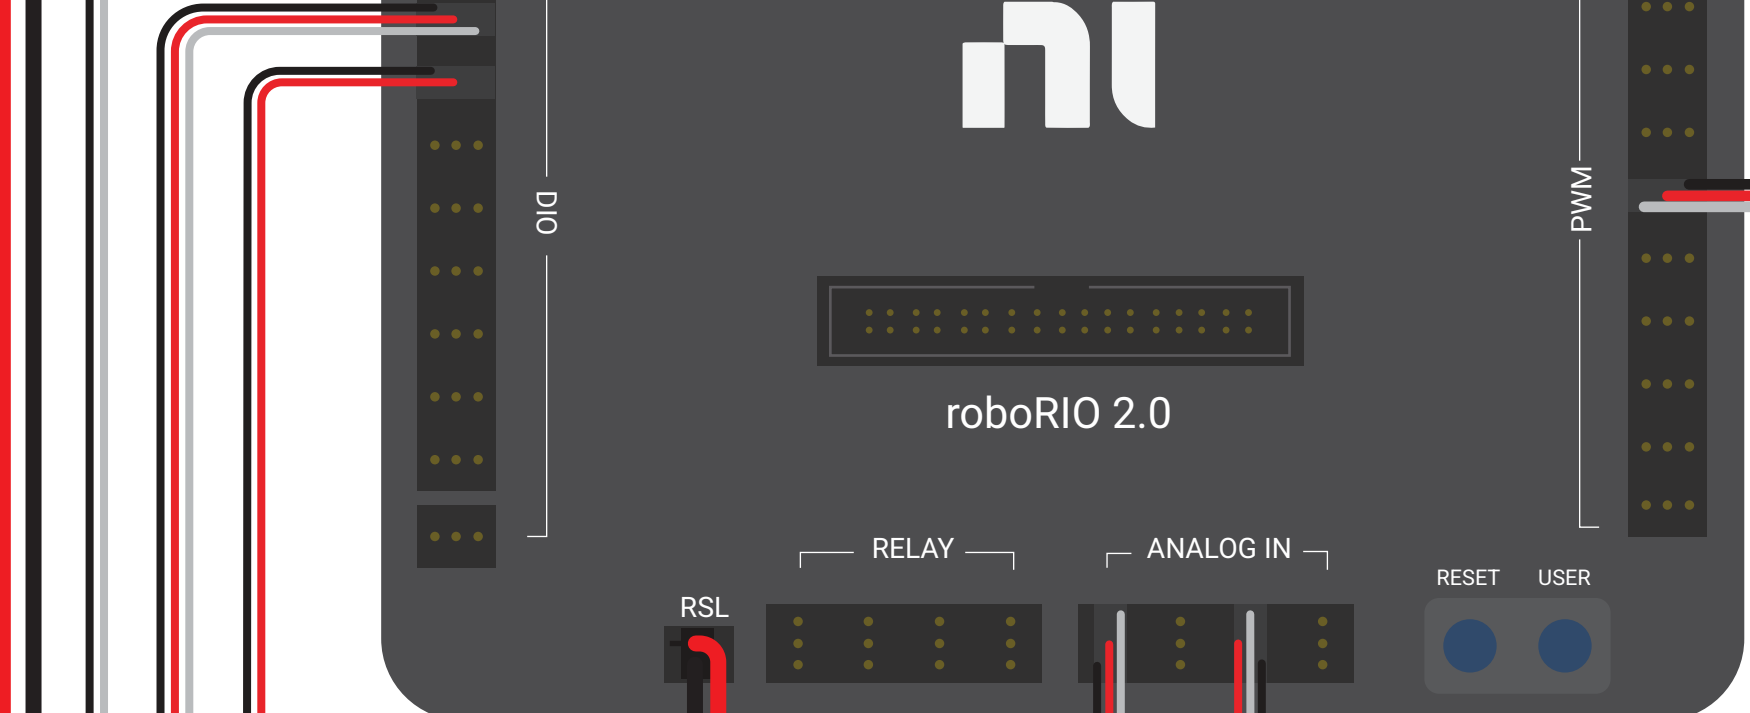 DIO
PWM
roboRIO 2.0
RELAY
ANALOG IN
RESET
USER
RSL